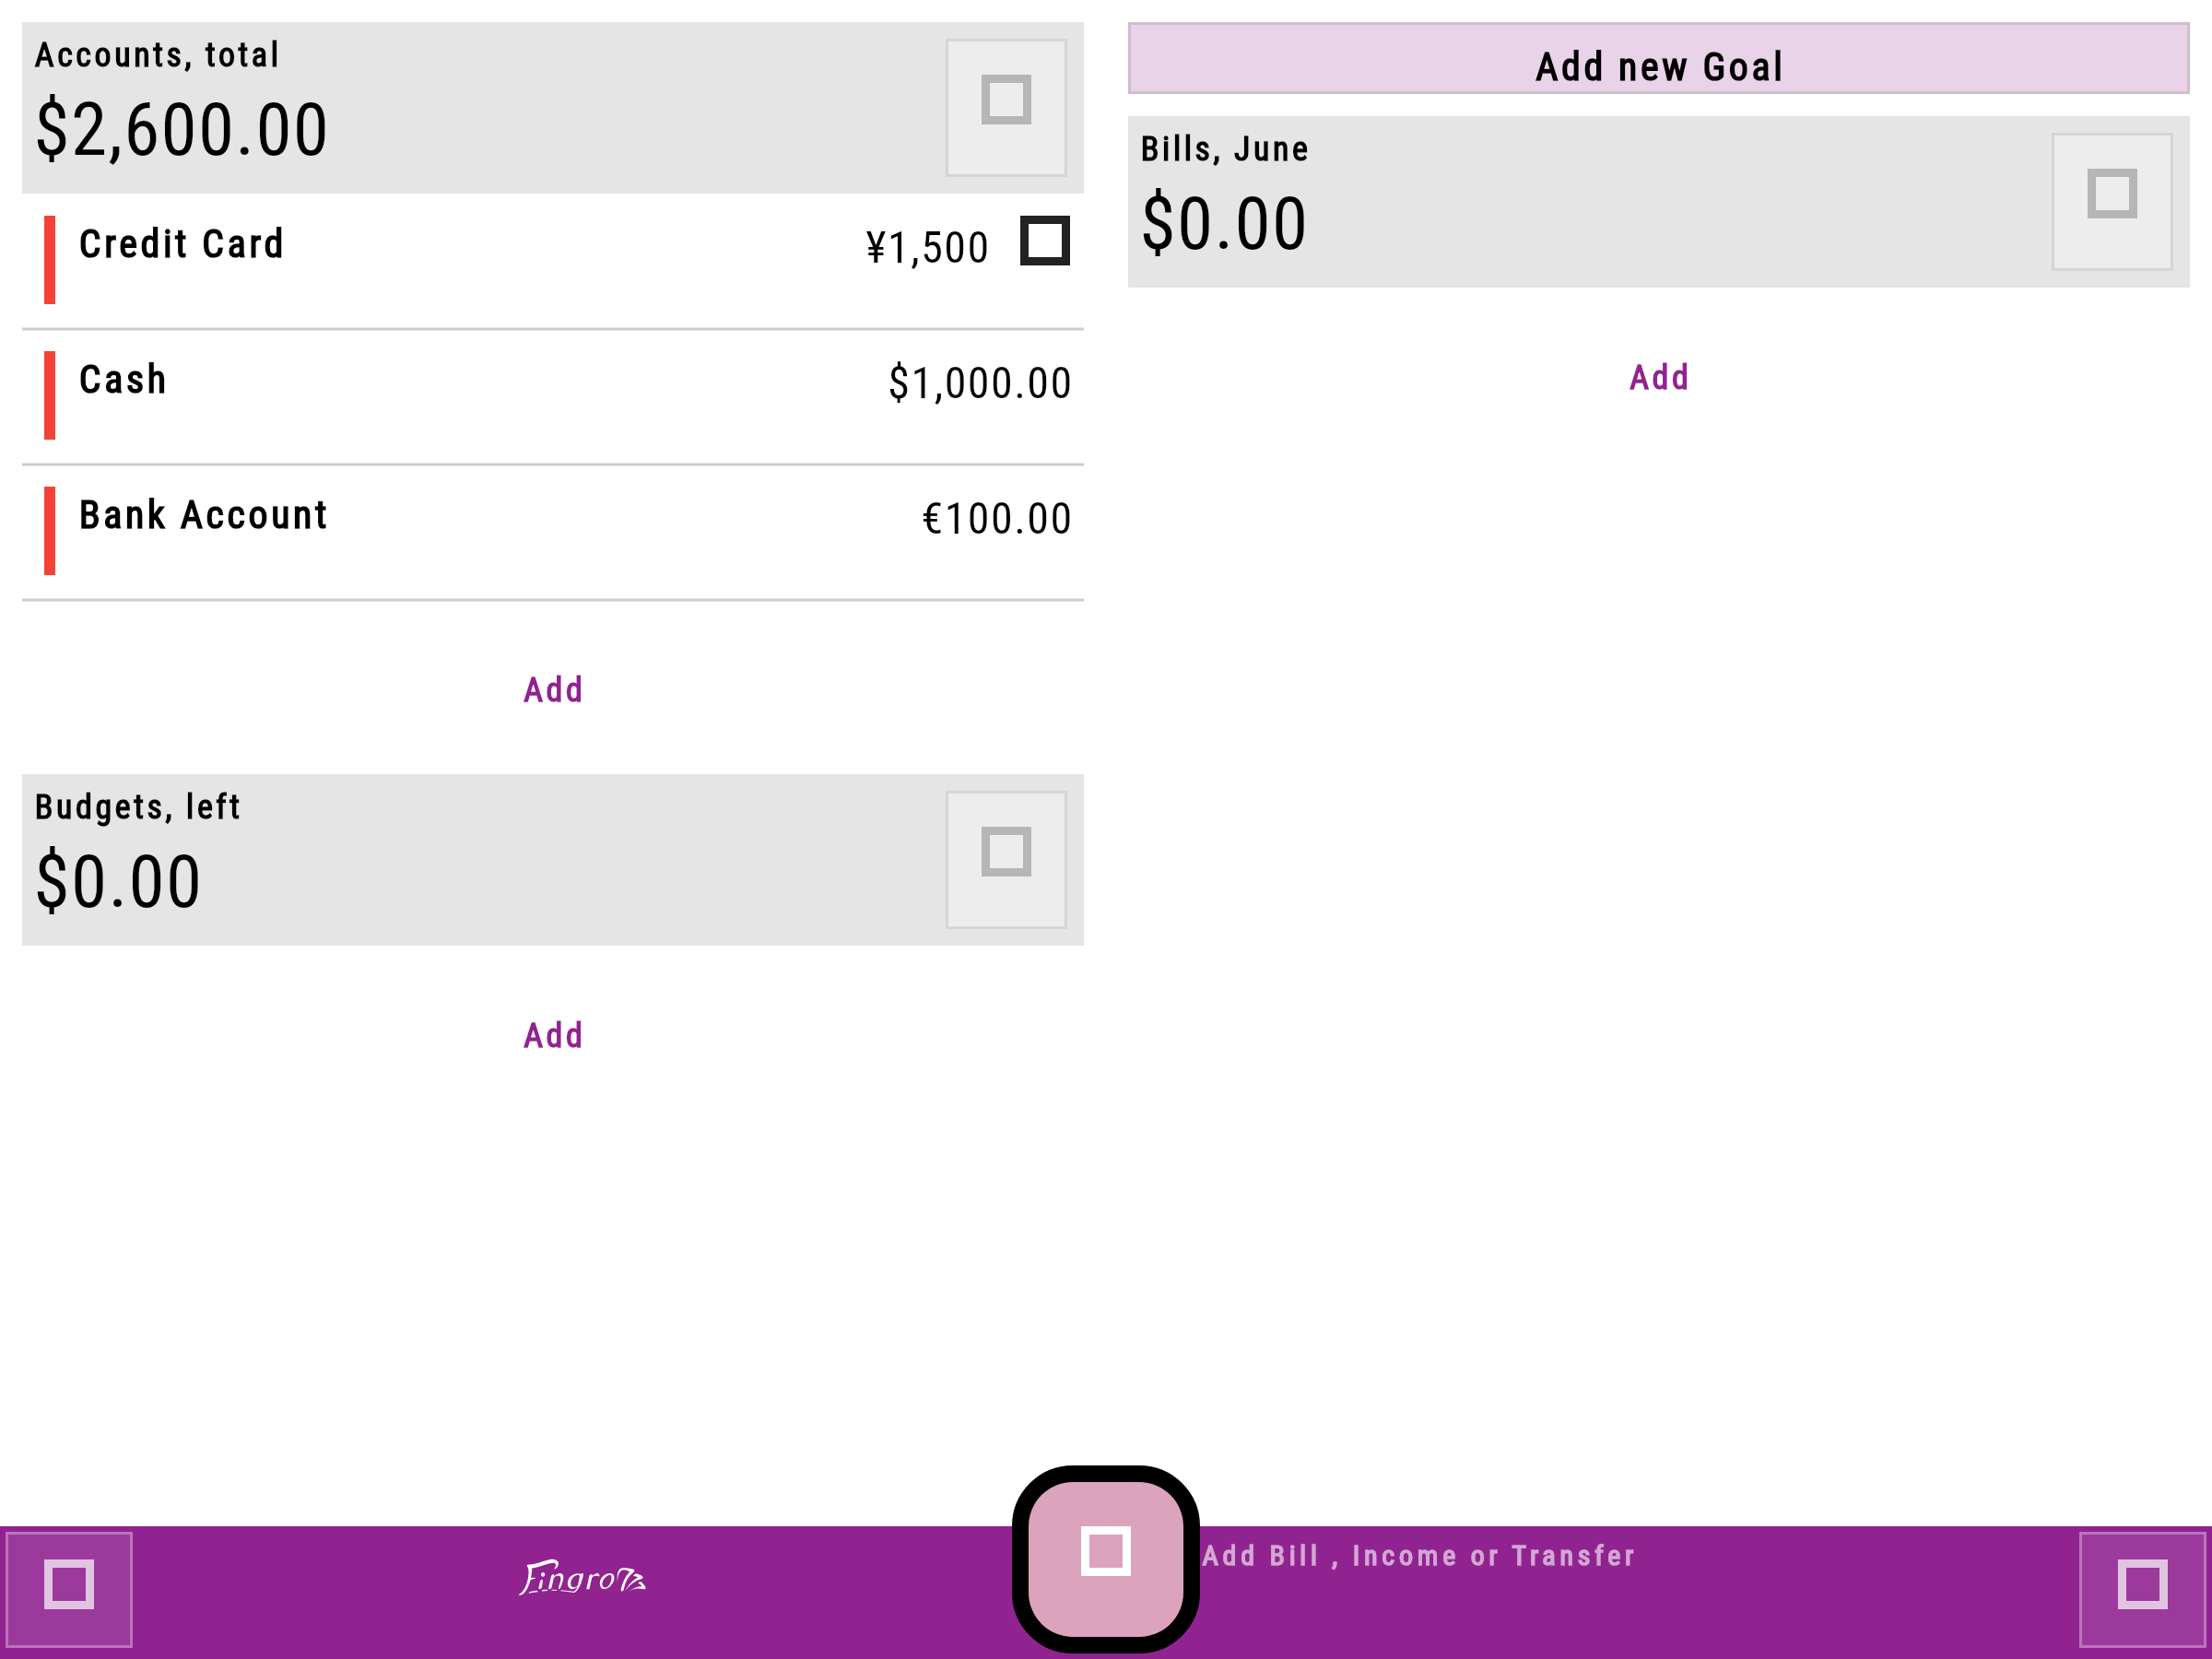 Accounts, total
$2,600.00
Credit Card
¥1,500
Cash
$1,000.00
Bank Account
€100.00
Add
Budgets, left
$0.00
Add
Add new Goal
Bills, June
$0.00
Add
Add Bill , Income or Transfer